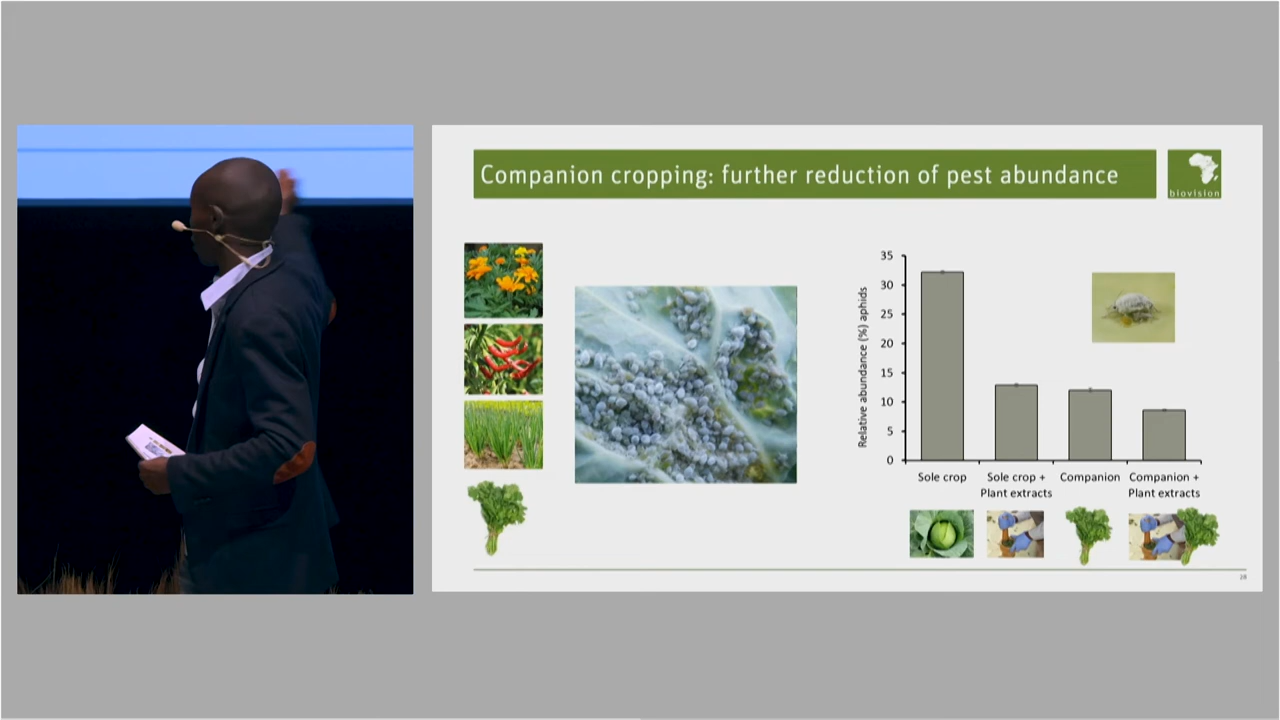 Companion cropping: further reduction of pest abundance
biovision
Relative abundance (%) aphids
35
30
25
20
15
10
5
0
Sole crop
Sole crop +
Plant extracts
Companion
Companion +
Plant extracts
28